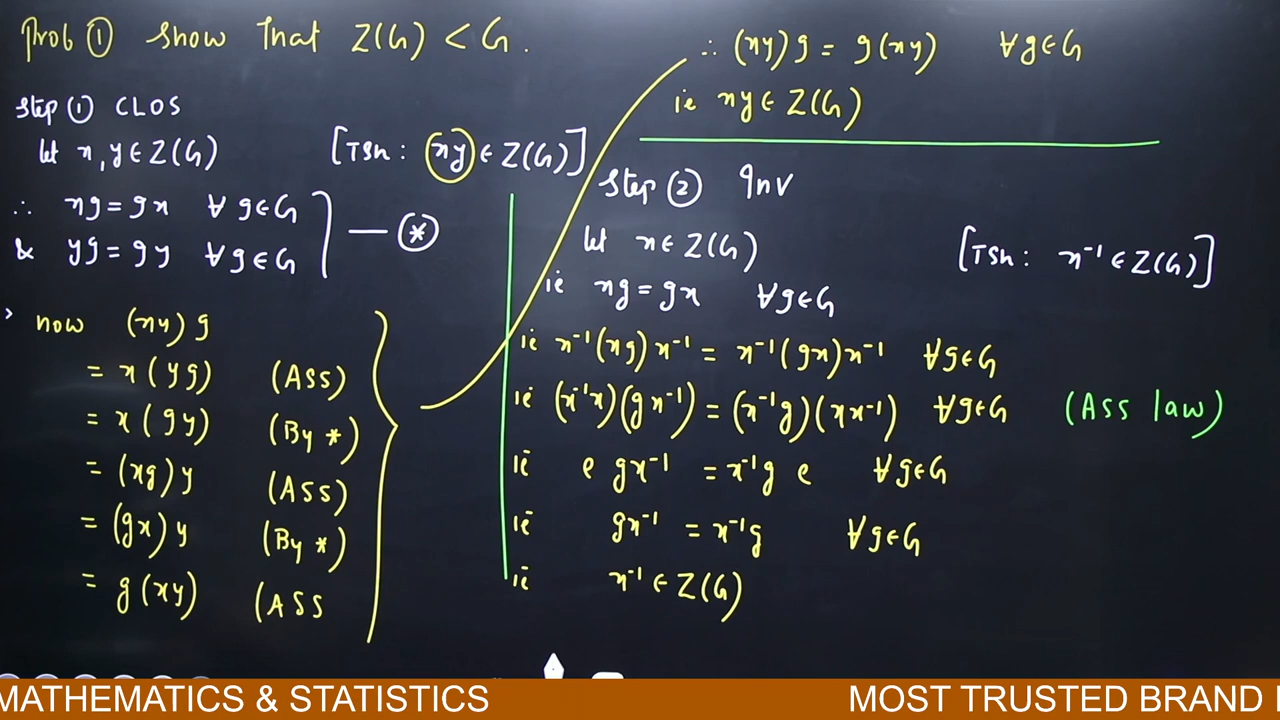 Prob ① Show That Z(G) < G.
Step ① CLOS
let x, y ∈ Z(G) [TSh: xy ∈ Z(G)]
∴ xg = gx ∀ g∈G
& yg = gy ∀ g∈G — (*)
now (xy) g
= x (yg) (Ass)
= x (gy) (By *)
= (xg) y (Ass)
= (gx) y (By *)
= g(xy) (Ass
∴ (xy) g = g(xy) ∀ g∈G
ie xy ∈ Z(G)
Step ② Inv
let x ∈ Z(G) [TSh: x⁻¹ ∈ Z(G)]
ie xg = gx ∀g∈G
ie x⁻¹(xg)x⁻¹ = x⁻¹(gx)x⁻¹ ∀g∈G
ie (x⁻¹x)(gx⁻¹) = (x⁻¹g)(xx⁻¹) ∀g∈G (Ass law)
ie e gx⁻¹ = x⁻¹g e ∀g∈G
ie gx⁻¹ = x⁻¹g ∀g∈G
ie x⁻¹ ∈ Z(G)
MATHEMATICS & STATISTICS MOST TRUSTED BRAND